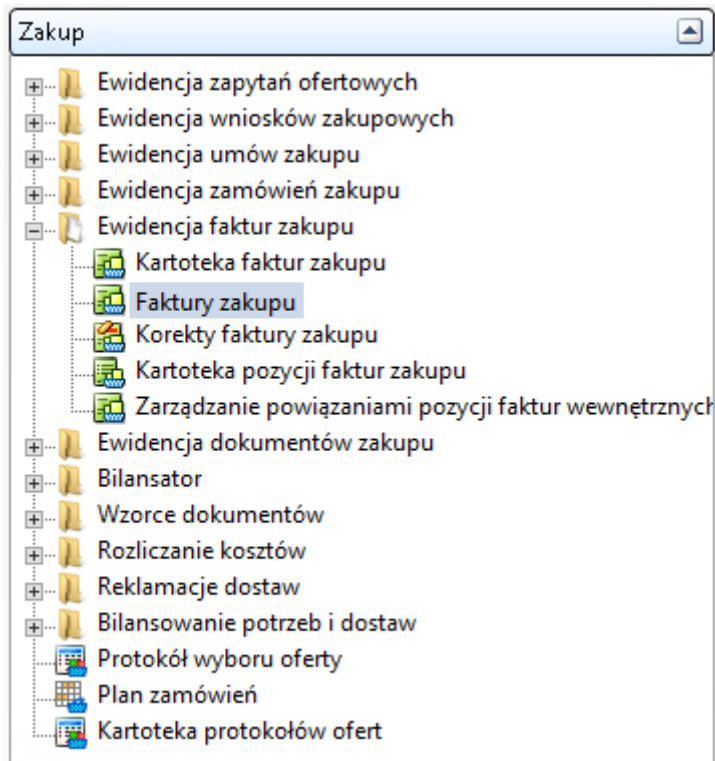 Zakup
Ewidencja zapytań ofertowych
Ewidencja wniosków zakupowych
Ewidencja umów zakupu
Ewidencja zamówień zakupu
Ewidencja faktur zakupu
Kartoteka faktur zakupu
Faktury zakupu
Korekty faktury zakupu
Kartoteka pozycji faktur zakupu
Zarządzanie powiązaniami pozycji faktur wewnętrznych
Ewidencja dokumentów zakupu
Bilansator
Wzorce dokumentów
Rozliczanie kosztów
Reklamacje dostaw
Bilansowanie potrzeb i dostaw
Protokół wyboru oferty
Plan zamówień
Kartoteka protokołów ofert